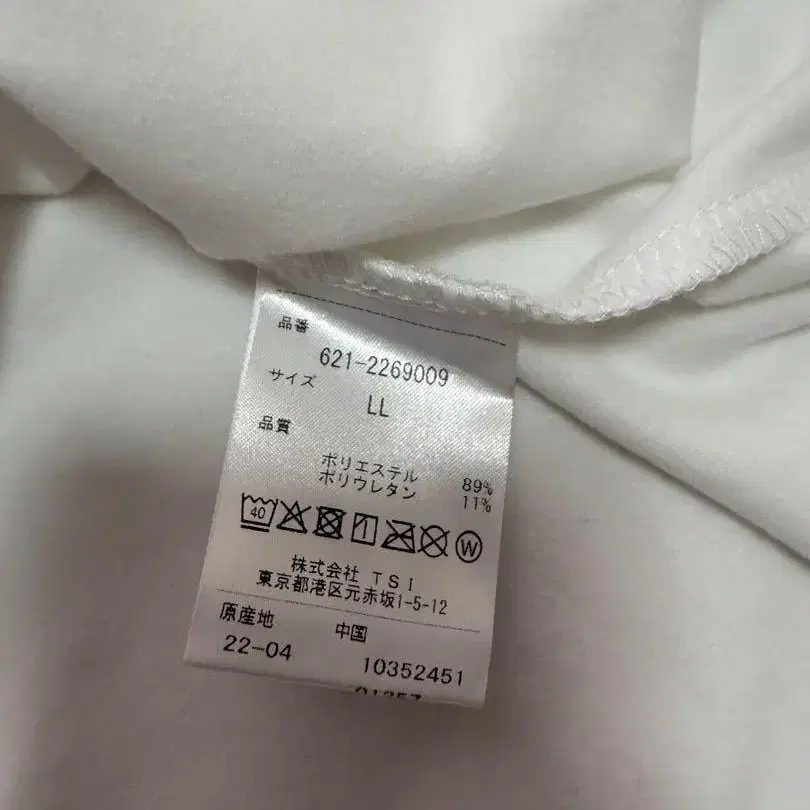 品番
621-2269009
サイズ
LL
品質
ポリエステル 89%
ポリウレタン 11%
40
W
株式会社 TSI
東京都港区元赤坂1-5-12
原産地 中国
22-04 10352451